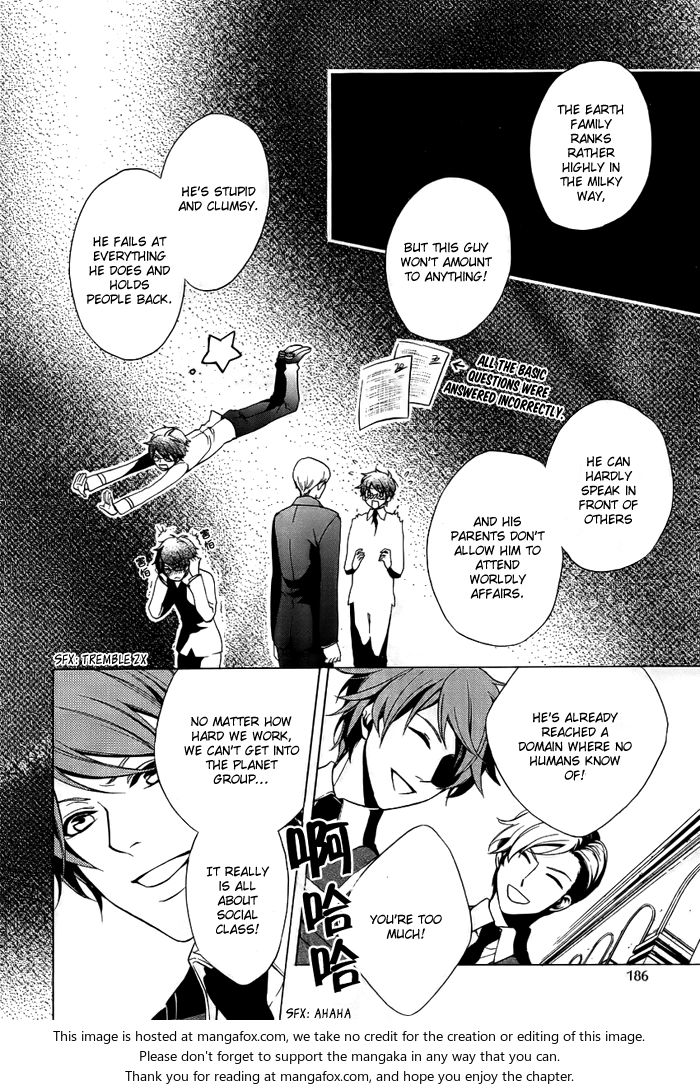 THE EARTH
FAMILY
RANKS
RATHER
HIGHLY IN
THE MILKY
WAY,
BUT THIS GUY
WON'T AMOUNT
TO ANYTHING!
HE'S STUPID
AND CLUMSY.
HE FAILS AT
EVERYTHING
HE DOES AND
HOLDS
PEOPLE BACK.
ALL THE BASIC
QUESTIONS WERE
ANSWERED INCORRECTLY.
HE CAN
HARDLY
SPEAK IN
FRONT OF
OTHERS
AND HIS
PARENTS DON'T
ALLOW HIM TO
ATTEND
WORLDLY
AFFAIRS.
SFX: TREMBLE 2X
HE'S ALREADY
REACHED A
DOMAIN WHERE NO
HUMANS KNOW
OF!
YOU'RE TOO
MUCH!
啊
哈
哈
SFX: AHAHA
NO MATTER HOW
HARD WE WORK,
WE CAN'T GET INTO
THE PLANET
GROUP...
IT REALLY
IS ALL
ABOUT
SOCIAL
CLASS!
186
This image is hosted at mangafox.com, we take no credit for the creation or editing of this image.
Please don't forget to support the mangaka in any way that you can.
Thank you for reading at mangafox.com, and hope you enjoy the chapter.